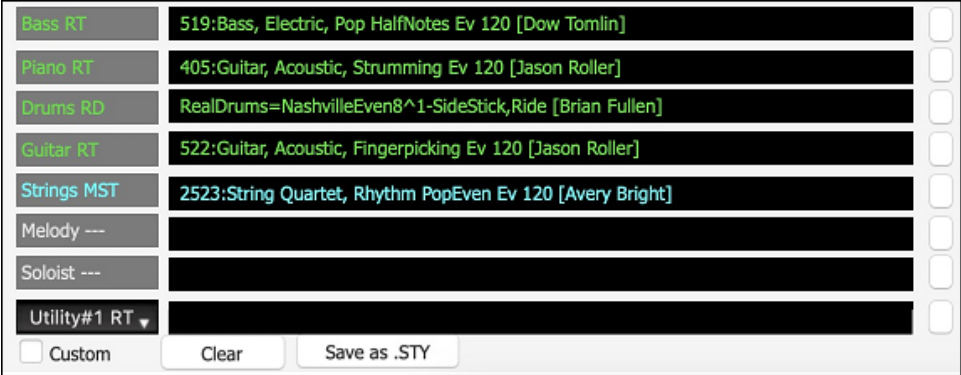 Bass RT 519:Bass, Electric, Pop HalfNotes Ev 120 [Dow Tomlin]
Piano RT 405:Guitar, Acoustic, Strumming Ev 120 [Jason Roller]
Drums RD RealDrums=NashvilleEven8^1-SideStick,Ride [Brian Fullen]
Guitar RT 522:Guitar, Acoustic, Fingerpicking Ev 120 [Jason Roller]
Strings MST 2523:String Quartet, Rhythm PopEven Ev 120 [Avery Bright]
Melody ---
Soloist ---
Utility#1 RT
Custom Clear Save as .STY